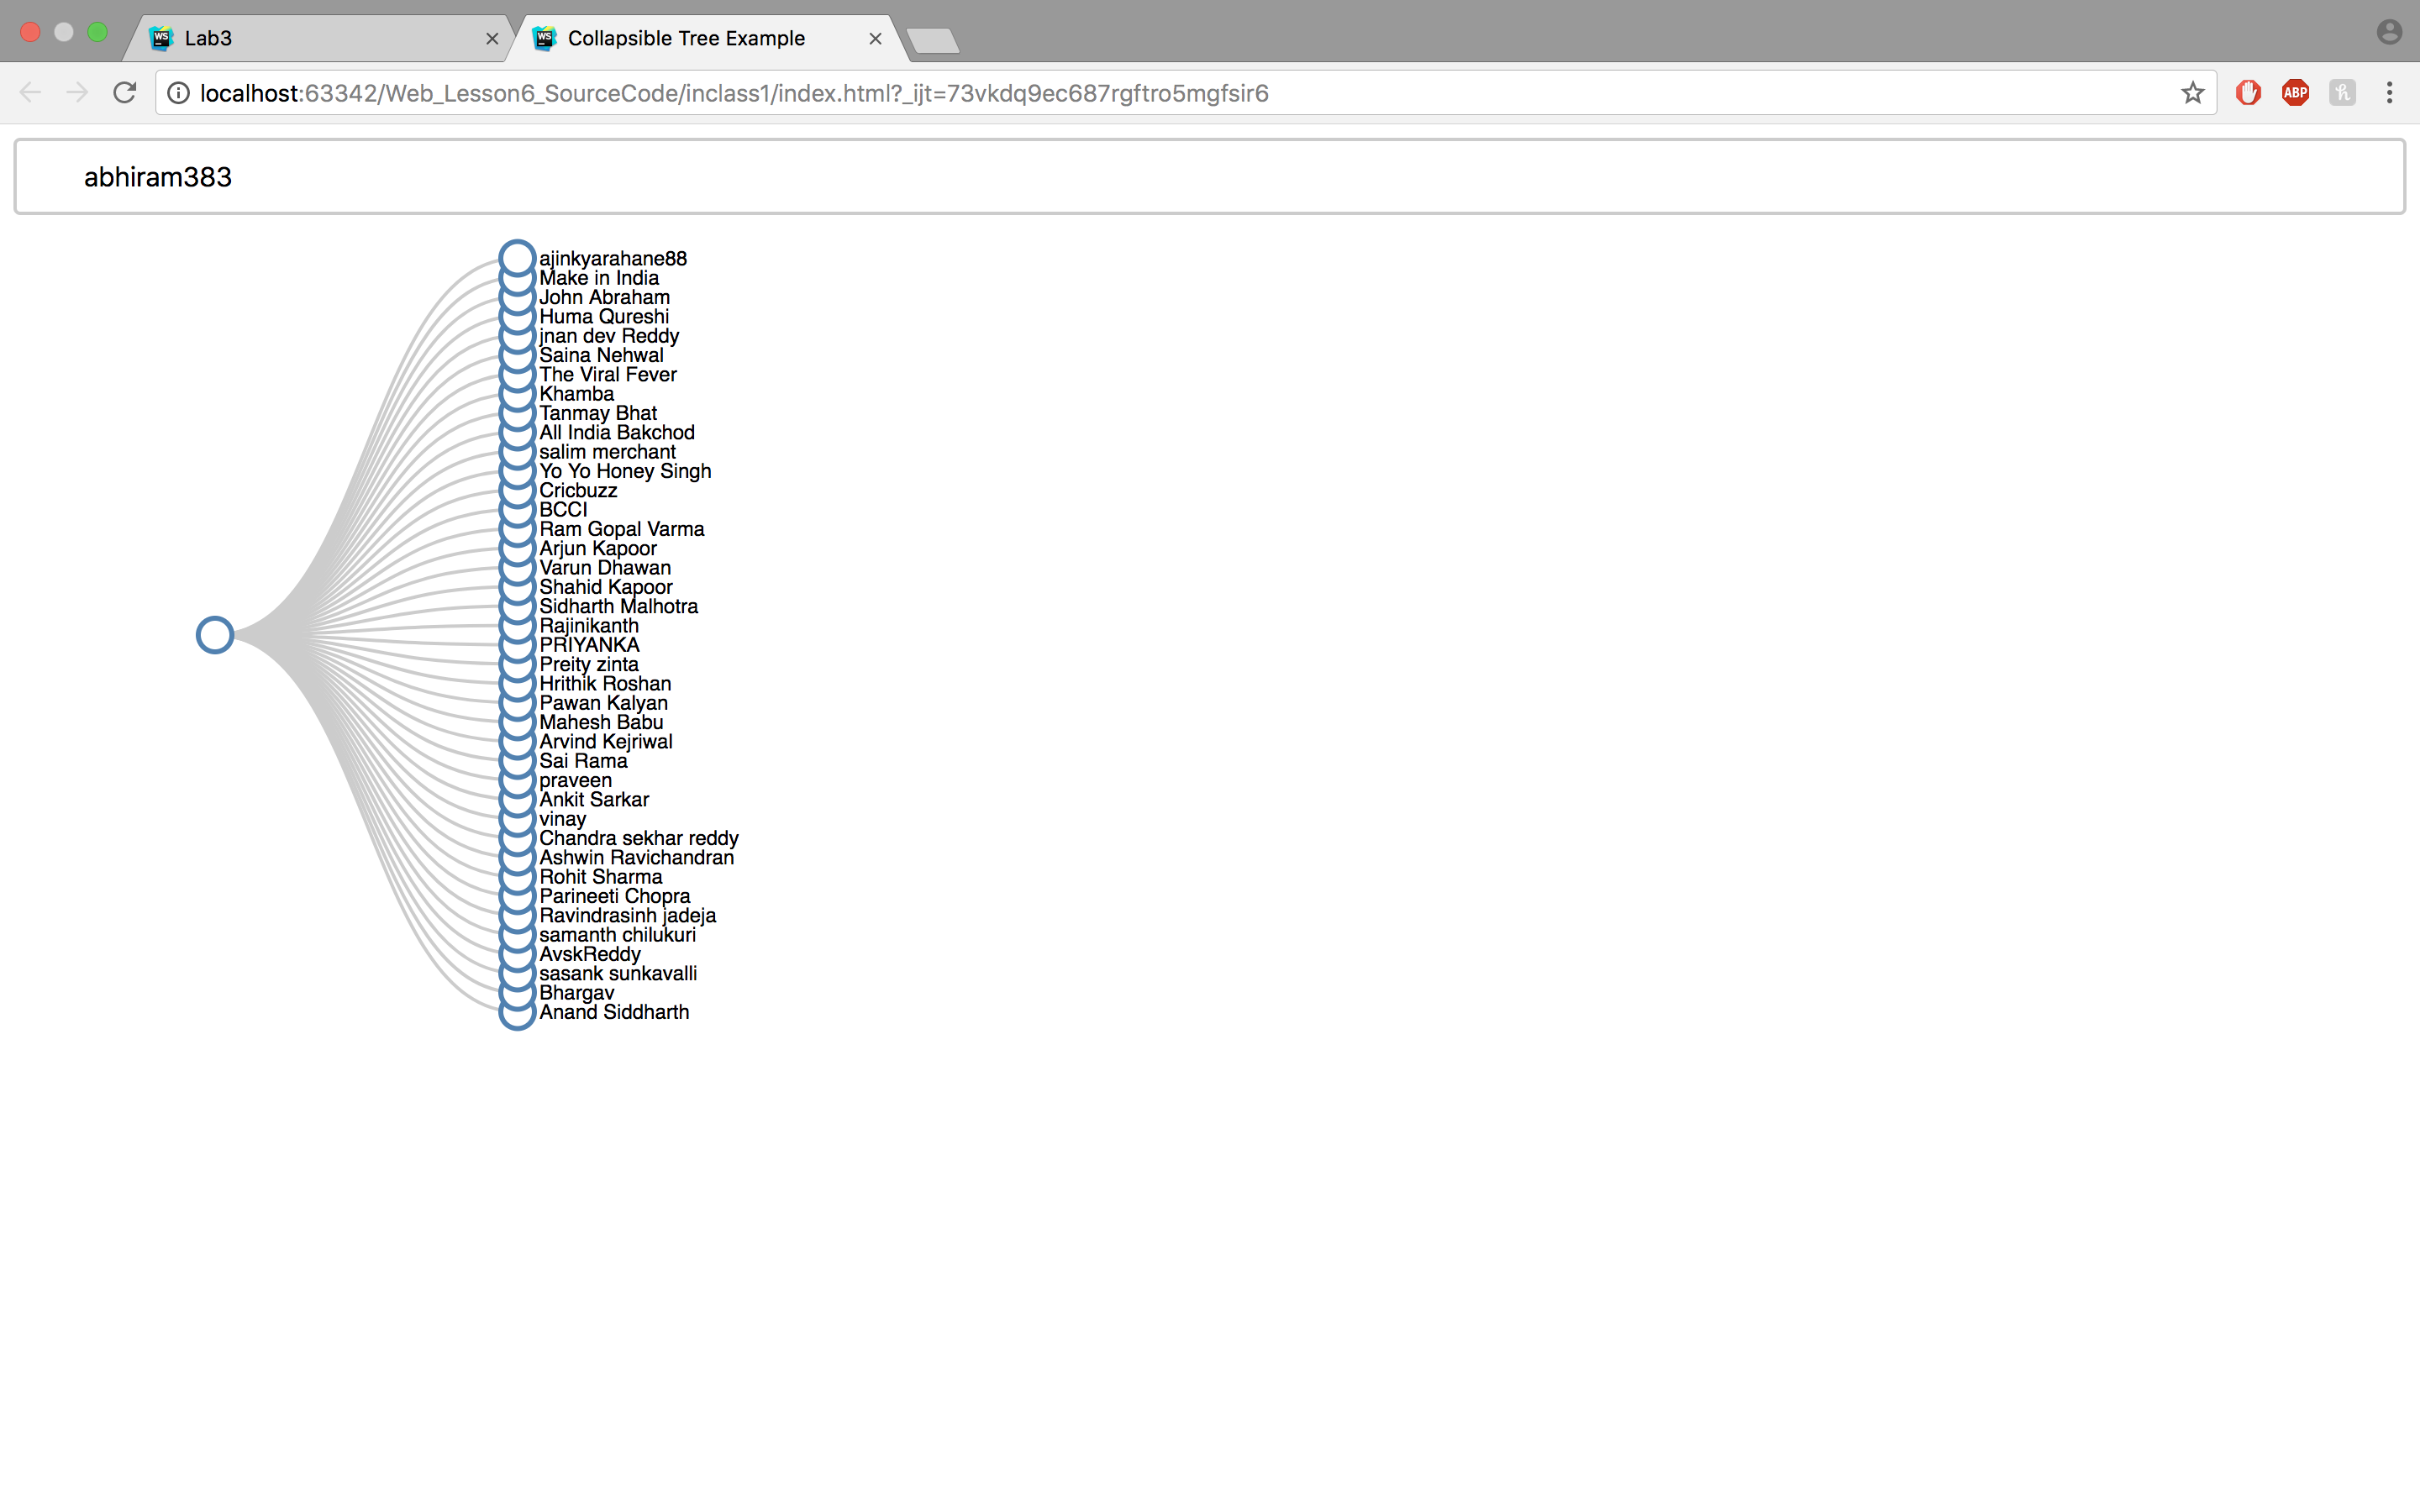 Lab3
Collapsible Tree Example
localhost:63342/Web_Lesson6_SourceCode/inclass1/index.html?_ijt=73vkdq9ec687rgftro5mgfsir6
ABP
abhiram383
ajinkyarahane88
Make in India
John Abraham
Huma Qureshi
jnan dev Reddy
Saina Nehwal
The Viral Fever
Khamba
Tanmay Bhat
All India Bakchod
salim merchant
Yo Yo Honey Singh
Cricbuzz
BCCI
Ram Gopal Varma
Arjun Kapoor
Varun Dhawan
Shahid Kapoor
Sidharth Malhotra
Rajinikanth
PRIYANKA
Preity zinta
Hrithik Roshan
Pawan Kalyan
Mahesh Babu
Arvind Kejriwal
Sai Rama
praveen
Ankit Sarkar
vinay
Chandra sekhar reddy
Ashwin Ravichandran
Rohit Sharma
Parineeti Chopra
Ravindrasinh jadeja
samanth chilukuri
AvskReddy
sasank sunkavalli
Bhargav
Anand Siddharth